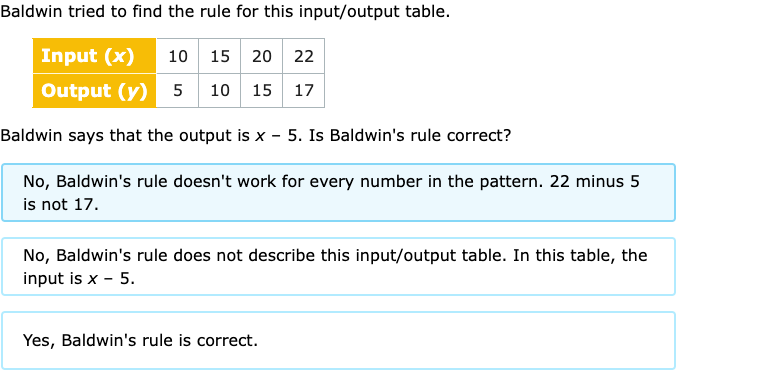 Baldwin tried to find the rule for this input/output table.
Input (x) 10 15 20 22
Output (y) 5 10 15 17
Baldwin says that the output is x − 5. Is Baldwin's rule correct?
No, Baldwin's rule doesn't work for every number in the pattern. 22 minus 5
is not 17.
No, Baldwin's rule does not describe this input/output table. In this table, the
input is x − 5.
Yes, Baldwin's rule is correct.